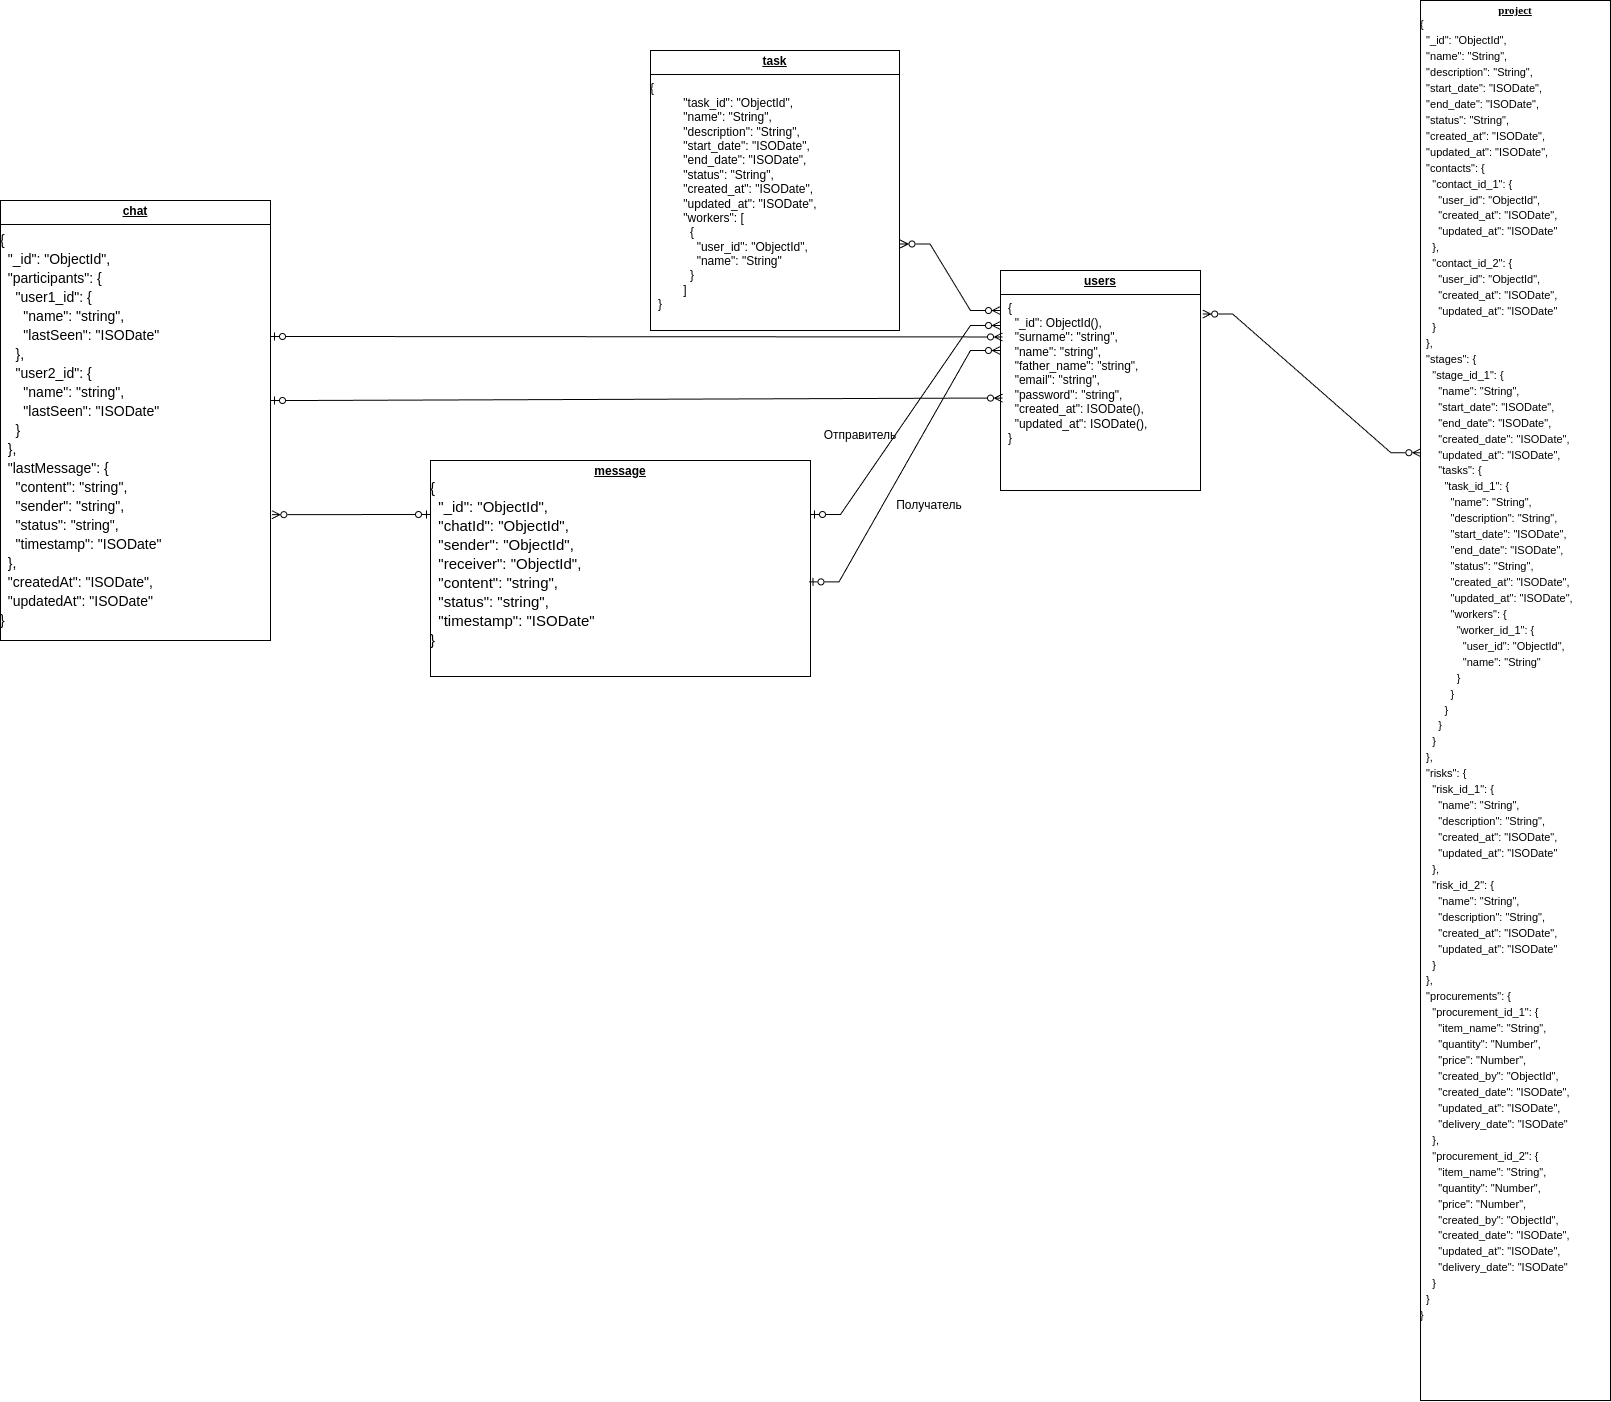 task
{
"task_id": "ObjectId",
"name": "String",
"description": "String",
"start_date": "ISODate",
"end_date": "ISODate",
"status": "String",
"created_at": "ISODate",
"updated_at": "ISODate",
"workers": [
{
"user_id": "ObjectId",
"name": "String"
}
]
}
chat
{
"_id": "ObjectId",
"participants": {
"user1_id": {
"name": "string",
"lastSeen": "ISODate"
},
"user2_id": {
"name": "string",
"lastSeen": "ISODate"
}
},
"lastMessage": {
"content": "string",
"sender": "string",
"status": "string",
"timestamp": "ISODate"
},
"createdAt": "ISODate",
"updatedAt": "ISODate"
}
message
{
"_id": "ObjectId",
"chatId": "ObjectId",
"sender": "ObjectId",
"receiver": "ObjectId",
"content": "string",
"status": "string",
"timestamp": "ISODate"
}
Отправитель
Получатель
users
{
"_id": ObjectId(),
"surname": "string",
"name": "string",
"father_name": "string",
"email": "string",
"password": "string",
"created_at": ISODate(),
"updated_at": ISODate(),
}
project
{
"_id": "ObjectId",
"name": "String",
"description": "String",
"start_date": "ISODate",
"end_date": "ISODate",
"status": "String",
"created_at": "ISODate",
"updated_at": "ISODate",
"contacts": {
"contact_id_1": {
"user_id": "ObjectId",
"created_at": "ISODate",
"updated_at": "ISODate"
},
"contact_id_2": {
"user_id": "ObjectId",
"created_at": "ISODate",
"updated_at": "ISODate"
}
},
"stages": {
"stage_id_1": {
"name": "String",
"start_date": "ISODate",
"end_date": "ISODate",
"created_date": "ISODate",
"updated_at": "ISODate",
"tasks": {
"task_id_1": {
"name": "String",
"description": "String",
"start_date": "ISODate",
"end_date": "ISODate",
"status": "String",
"created_at": "ISODate",
"updated_at": "ISODate",
"workers": {
"worker_id_1": {
"user_id": "ObjectId",
"name": "String"
}
}
}
}
}
},
"risks": {
"risk_id_1": {
"name": "String",
"description": "String",
"created_at": "ISODate",
"updated_at": "ISODate"
},
"risk_id_2": {
"name": "String",
"description": "String",
"created_at": "ISODate",
"updated_at": "ISODate"
}
},
"procurements": {
"procurement_id_1": {
"item_name": "String",
"quantity": "Number",
"price": "Number",
"created_by": "ObjectId",
"created_date": "ISODate",
"updated_at": "ISODate",
"delivery_date": "ISODate"
},
"procurement_id_2": {
"item_name": "String",
"quantity": "Number",
"price": "Number",
"created_by": "ObjectId",
"created_date": "ISODate",
"updated_at": "ISODate",
"delivery_date": "ISODate"
}
}
}